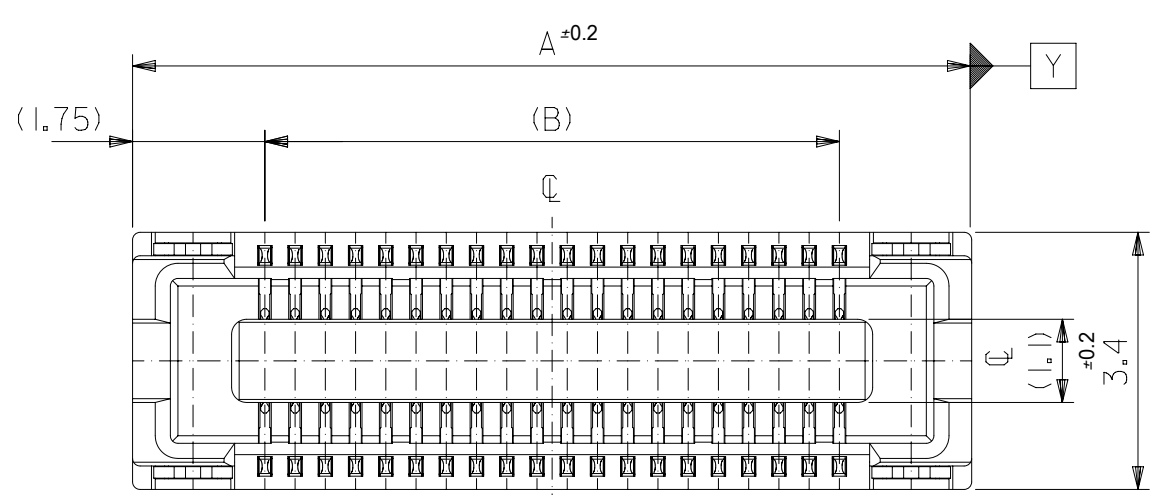 A ±0.2
Y
(1.75)
(B)
℄
℄
(1.1)
3.4 ±0.2